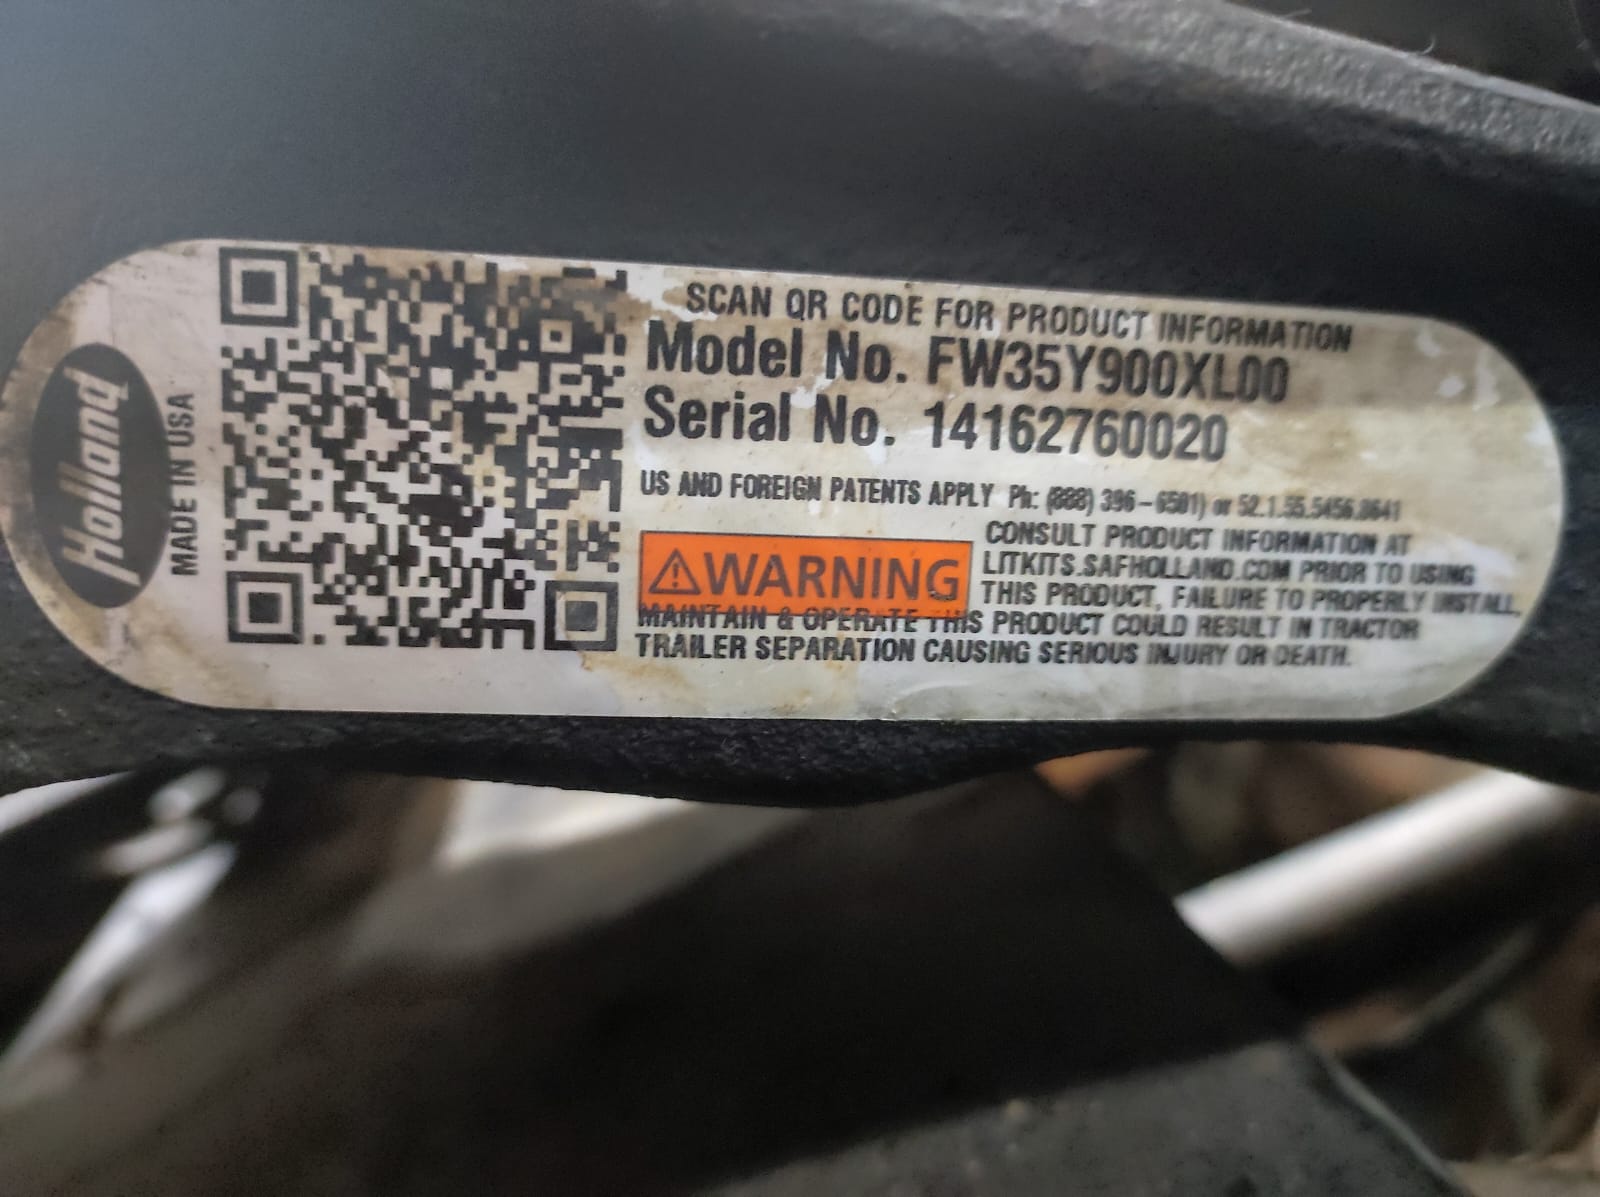 Holland
MADE IN USA
SCAN QR CODE FOR PRODUCT INFORMATION
Model No. FW35Y900XL00
Serial No. 14162760020
US AND FOREIGN PATENTS APPLY Ph: (888) 396-6501) or 52.1.55.5456.8641
CONSULT PRODUCT INFORMATION AT
⚠WARNING LITKITS.SAFHOLLAND.COM PRIOR TO USING
THIS PRODUCT, FAILURE TO PROPERLY INSTALL,
MAINTAIN & OPERATE THIS PRODUCT COULD RESULT IN TRACTOR
TRAILER SEPARATION CAUSING SERIOUS INJURY OR DEATH.